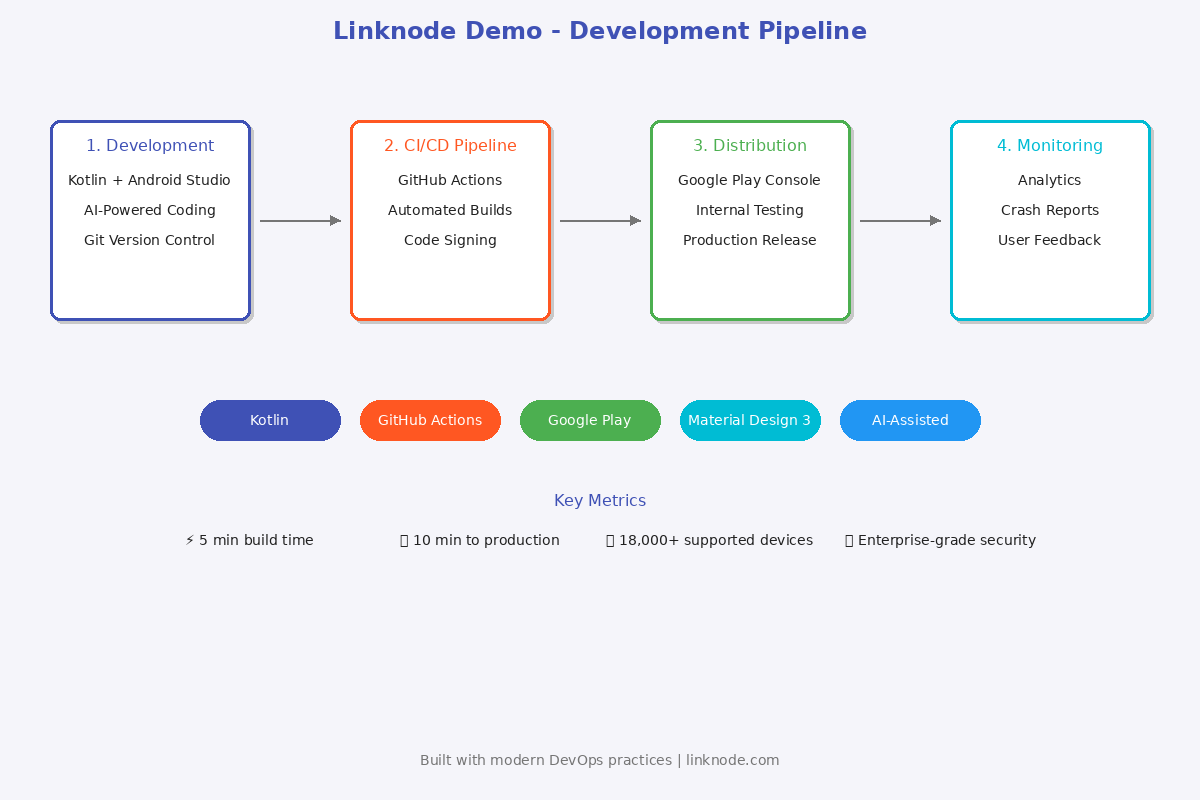 Linknode Demo - Development Pipeline
1. Development
Kotlin + Android Studio
AI-Powered Coding
Git Version Control
2. CI/CD Pipeline
GitHub Actions
Automated Builds
Code Signing
3. Distribution
Google Play Console
Internal Testing
Production Release
4. Monitoring
Analytics
Crash Reports
User Feedback
Kotlin
GitHub Actions
Google Play
Material Design 3
AI-Assisted
Key Metrics
⚡ 5 min build time
10 min to production
18,000+ supported devices
Enterprise-grade security
Built with modern DevOps practices | linknode.com